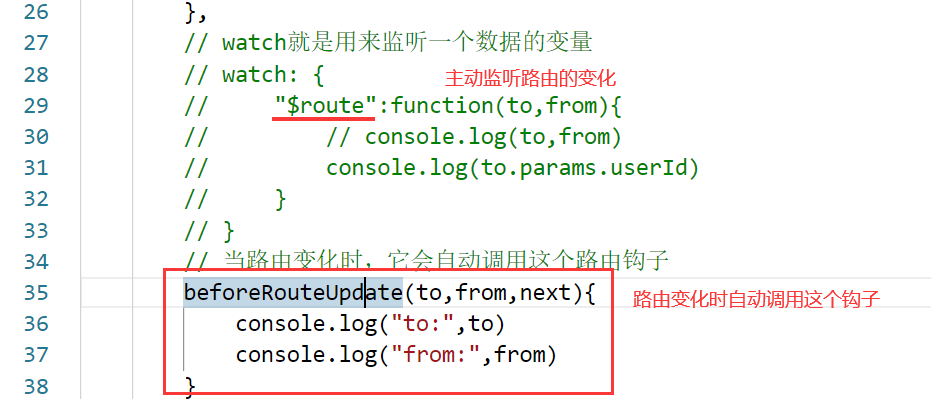 26 },
27 // watch就是用来监听一个数据的变量
28 // watch: { 主动监听路由的变化
29 // "$route":function(to,from){
30 // // console.log(to,from)
31 // console.log(to.params.userId)
32 // }
33 // }
34 // 当路由变化时，它会自动调用这个路由钩子
35 beforeRouteUpdate(to,from,next){ 路由变化时自动调用这个钩子
36 console.log("to:",to)
37 console.log("from:",from)
38 }